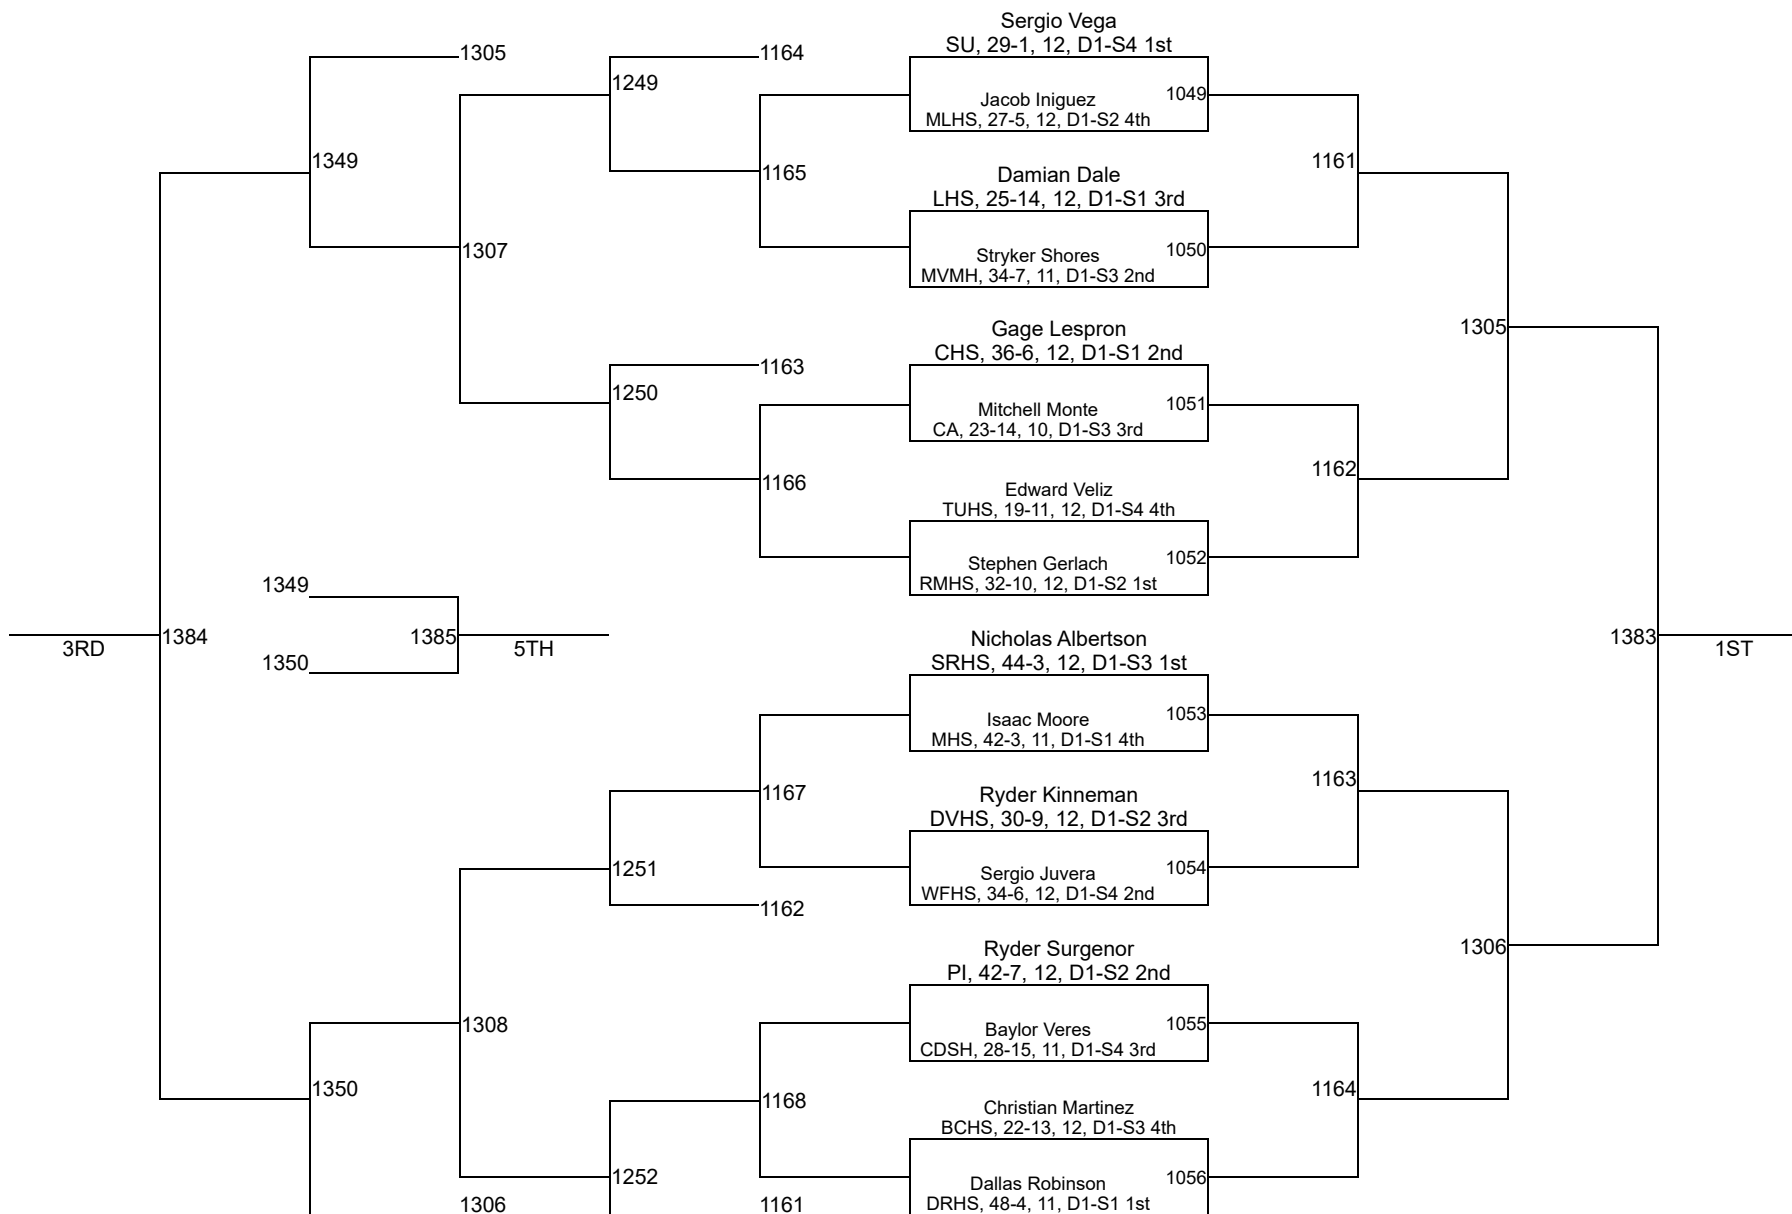 Sergio Vega
SU, 29-1, 12, D1-S4 1st
1305
1164
1249
Jacob Iniguez
1049
MLHS, 27-5, 12, D1-S2 4th
1349
1165
Damian Dale
1161
LHS, 25-14, 12, D1-S1 3rd
1307
Stryker Shores
1050
MVMH, 34-7, 11, D1-S3 2nd
Gage Lespron
1305
CHS, 36-6, 12, D1-S1 2nd
1163
1250
Mitchell Monte
1051
CA, 23-14, 10, D1-S3 3rd
1166
Edward Veliz
1162
TUHS, 19-11, 12, D1-S4 4th
Stephen Gerlach
1052
RMHS, 32-10, 12, D1-S2 1st
1349
1384
1385
Nicholas Albertson
1383
3RD
5TH
1ST
1350
SRHS, 44-3, 12, D1-S3 1st
Isaac Moore
1053
MHS, 42-3, 11, D1-S1 4th
1167
Ryder Kinneman
1163
DVHS, 30-9, 12, D1-S2 3rd
1251
Sergio Juvera
1054
WFHS, 34-6, 12, D1-S4 2nd
1162
Ryder Surgenor
1306
PI, 42-7, 12, D1-S2 2nd
1308
Baylor Veres
1055
CDSH, 28-15, 11, D1-S4 3rd
1350
1168
Christian Martinez
1164
BCHS, 22-13, 12, D1-S3 4th
1252
Dallas Robinson
1056
1306
1161
DRHS, 48-4, 11, D1-S1 1st